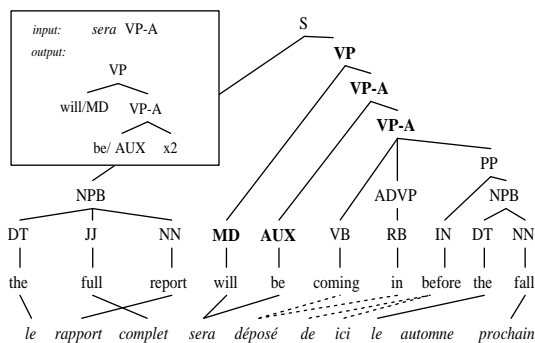 input: sera VP-A
output:
VP
will/MD VP-A
be/ AUX x2
S
VP
VP-A
VP-A
PP
NPB ADVP NPB
DT JJ NN MD AUX VB RB IN DT NN
the full report will be coming in before the fall
le rapport complet sera déposé de ici le automne prochain